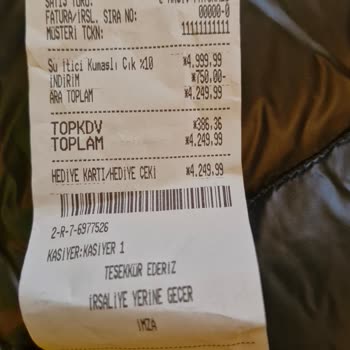 SATIŞ TÜRÜ:
FATURA/İRSL. SIRA NO: 00000-0
MÜŞTERİ TCKN: 11111111111
Su İtici Kumaşlı Cik %10 *4.999,99
İNDİRİM *750,00-
ARA TOPLAM *4.249,99
TOPKDV *386,36
TOPLAM *4.249,99
HEDİYE KARTI/HEDİYE ÇEKİ *4.249,99
2-R-7-6977526
KASİYER:KASİYER 1
TEŞEKKÜR EDERİZ
İRSALİYE YERİNE GEÇER
İMZA